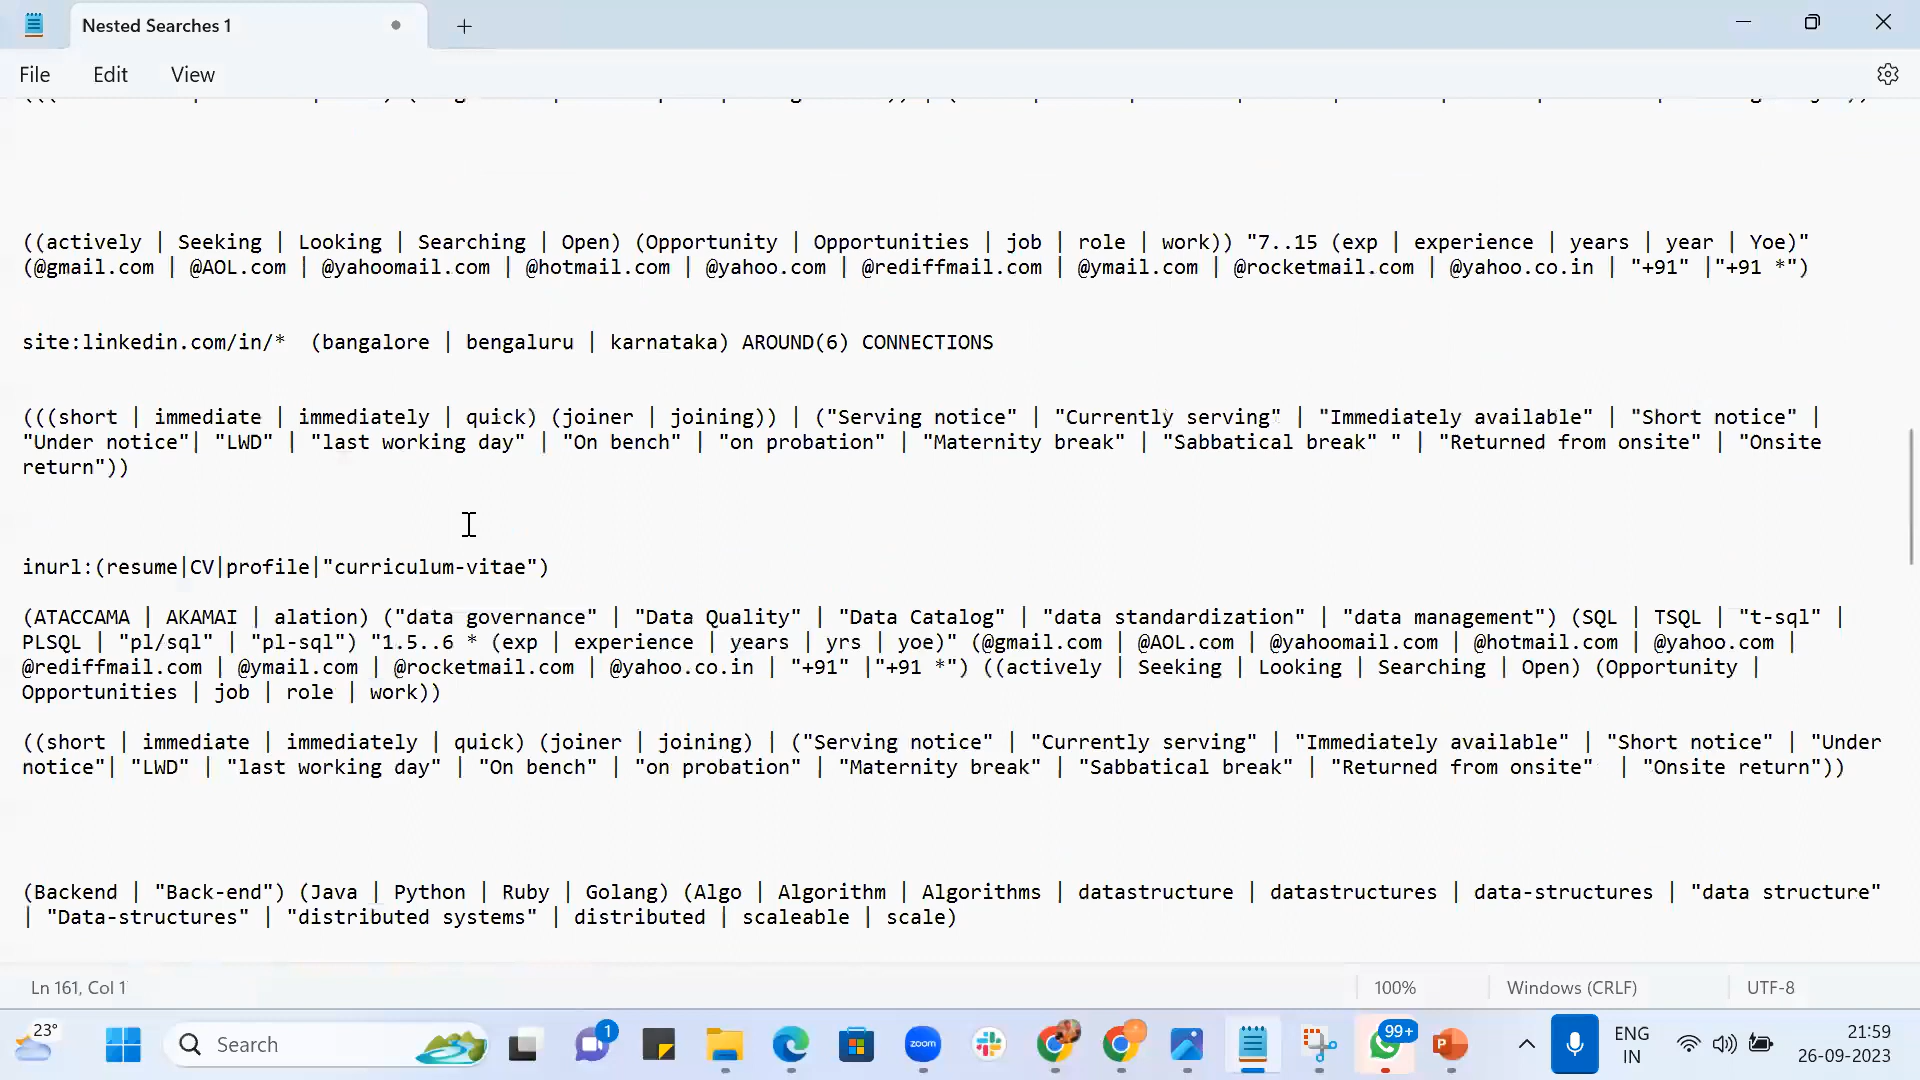 Nested Searches 1
File Edit View
((actively | Seeking | Looking | Searching | Open) (Opportunity | Opportunities | job | role | work)) "7..15 (exp | experience | years | year | Yoe)"
(@gmail.com | @AOL.com | @yahoomail.com | @hotmail.com | @yahoo.com | @rediffmail.com | @ymail.com | @rocketmail.com | @yahoo.co.in | "+91" |"+91 *")
site:linkedin.com/in/*  (bangalore | bengaluru | karnataka) AROUND(6) CONNECTIONS
(((short | immediate | immediately | quick) (joiner | joining)) | ("Serving notice" | "Currently serving" | "Immediately available" | "Short notice" |
"Under notice"| "LWD" | "last working day" | "On bench" | "on probation" | "Maternity break" | "Sabbatical break" " | "Returned from onsite" | "Onsite
return"))
inurl:(resume|CV|profile|"curriculum-vitae")
(ATACCAMA | AKAMAI | alation) ("data governance" | "Data Quality" | "Data Catalog" | "data standardization" | "data management") (SQL | TSQL | "t-sql" |
PLSQL | "pl/sql" | "pl-sql") "1.5..6 * (exp | experience | years | yrs | yoe)" (@gmail.com | @AOL.com | @yahoomail.com | @hotmail.com | @yahoo.com |
@rediffmail.com | @ymail.com | @rocketmail.com | @yahoo.co.in | "+91" |"+91 *") ((actively | Seeking | Looking | Searching | Open) (Opportunity |
Opportunities | job | role | work))
((short | immediate | immediately | quick) (joiner | joining) | ("Serving notice" | "Currently serving" | "Immediately available" | "Short notice" | "Under
notice"| "LWD" | "last working day" | "On bench" | "on probation" | "Maternity break" | "Sabbatical break" | "Returned from onsite"  | "Onsite return"))
(Backend | "Back-end") (Java | Python | Ruby | Golang) (Algo | Algorithm | Algorithms | datastructure | datastructures | data-structures | "data structure"
| "Data-structures" | "distributed systems" | distributed | scaleable | scale)
Ln 161, Col 1 100% Windows (CRLF) UTF-8
23° Search 1 zoom 99+ P ENG 21:59
IN 26-09-2023